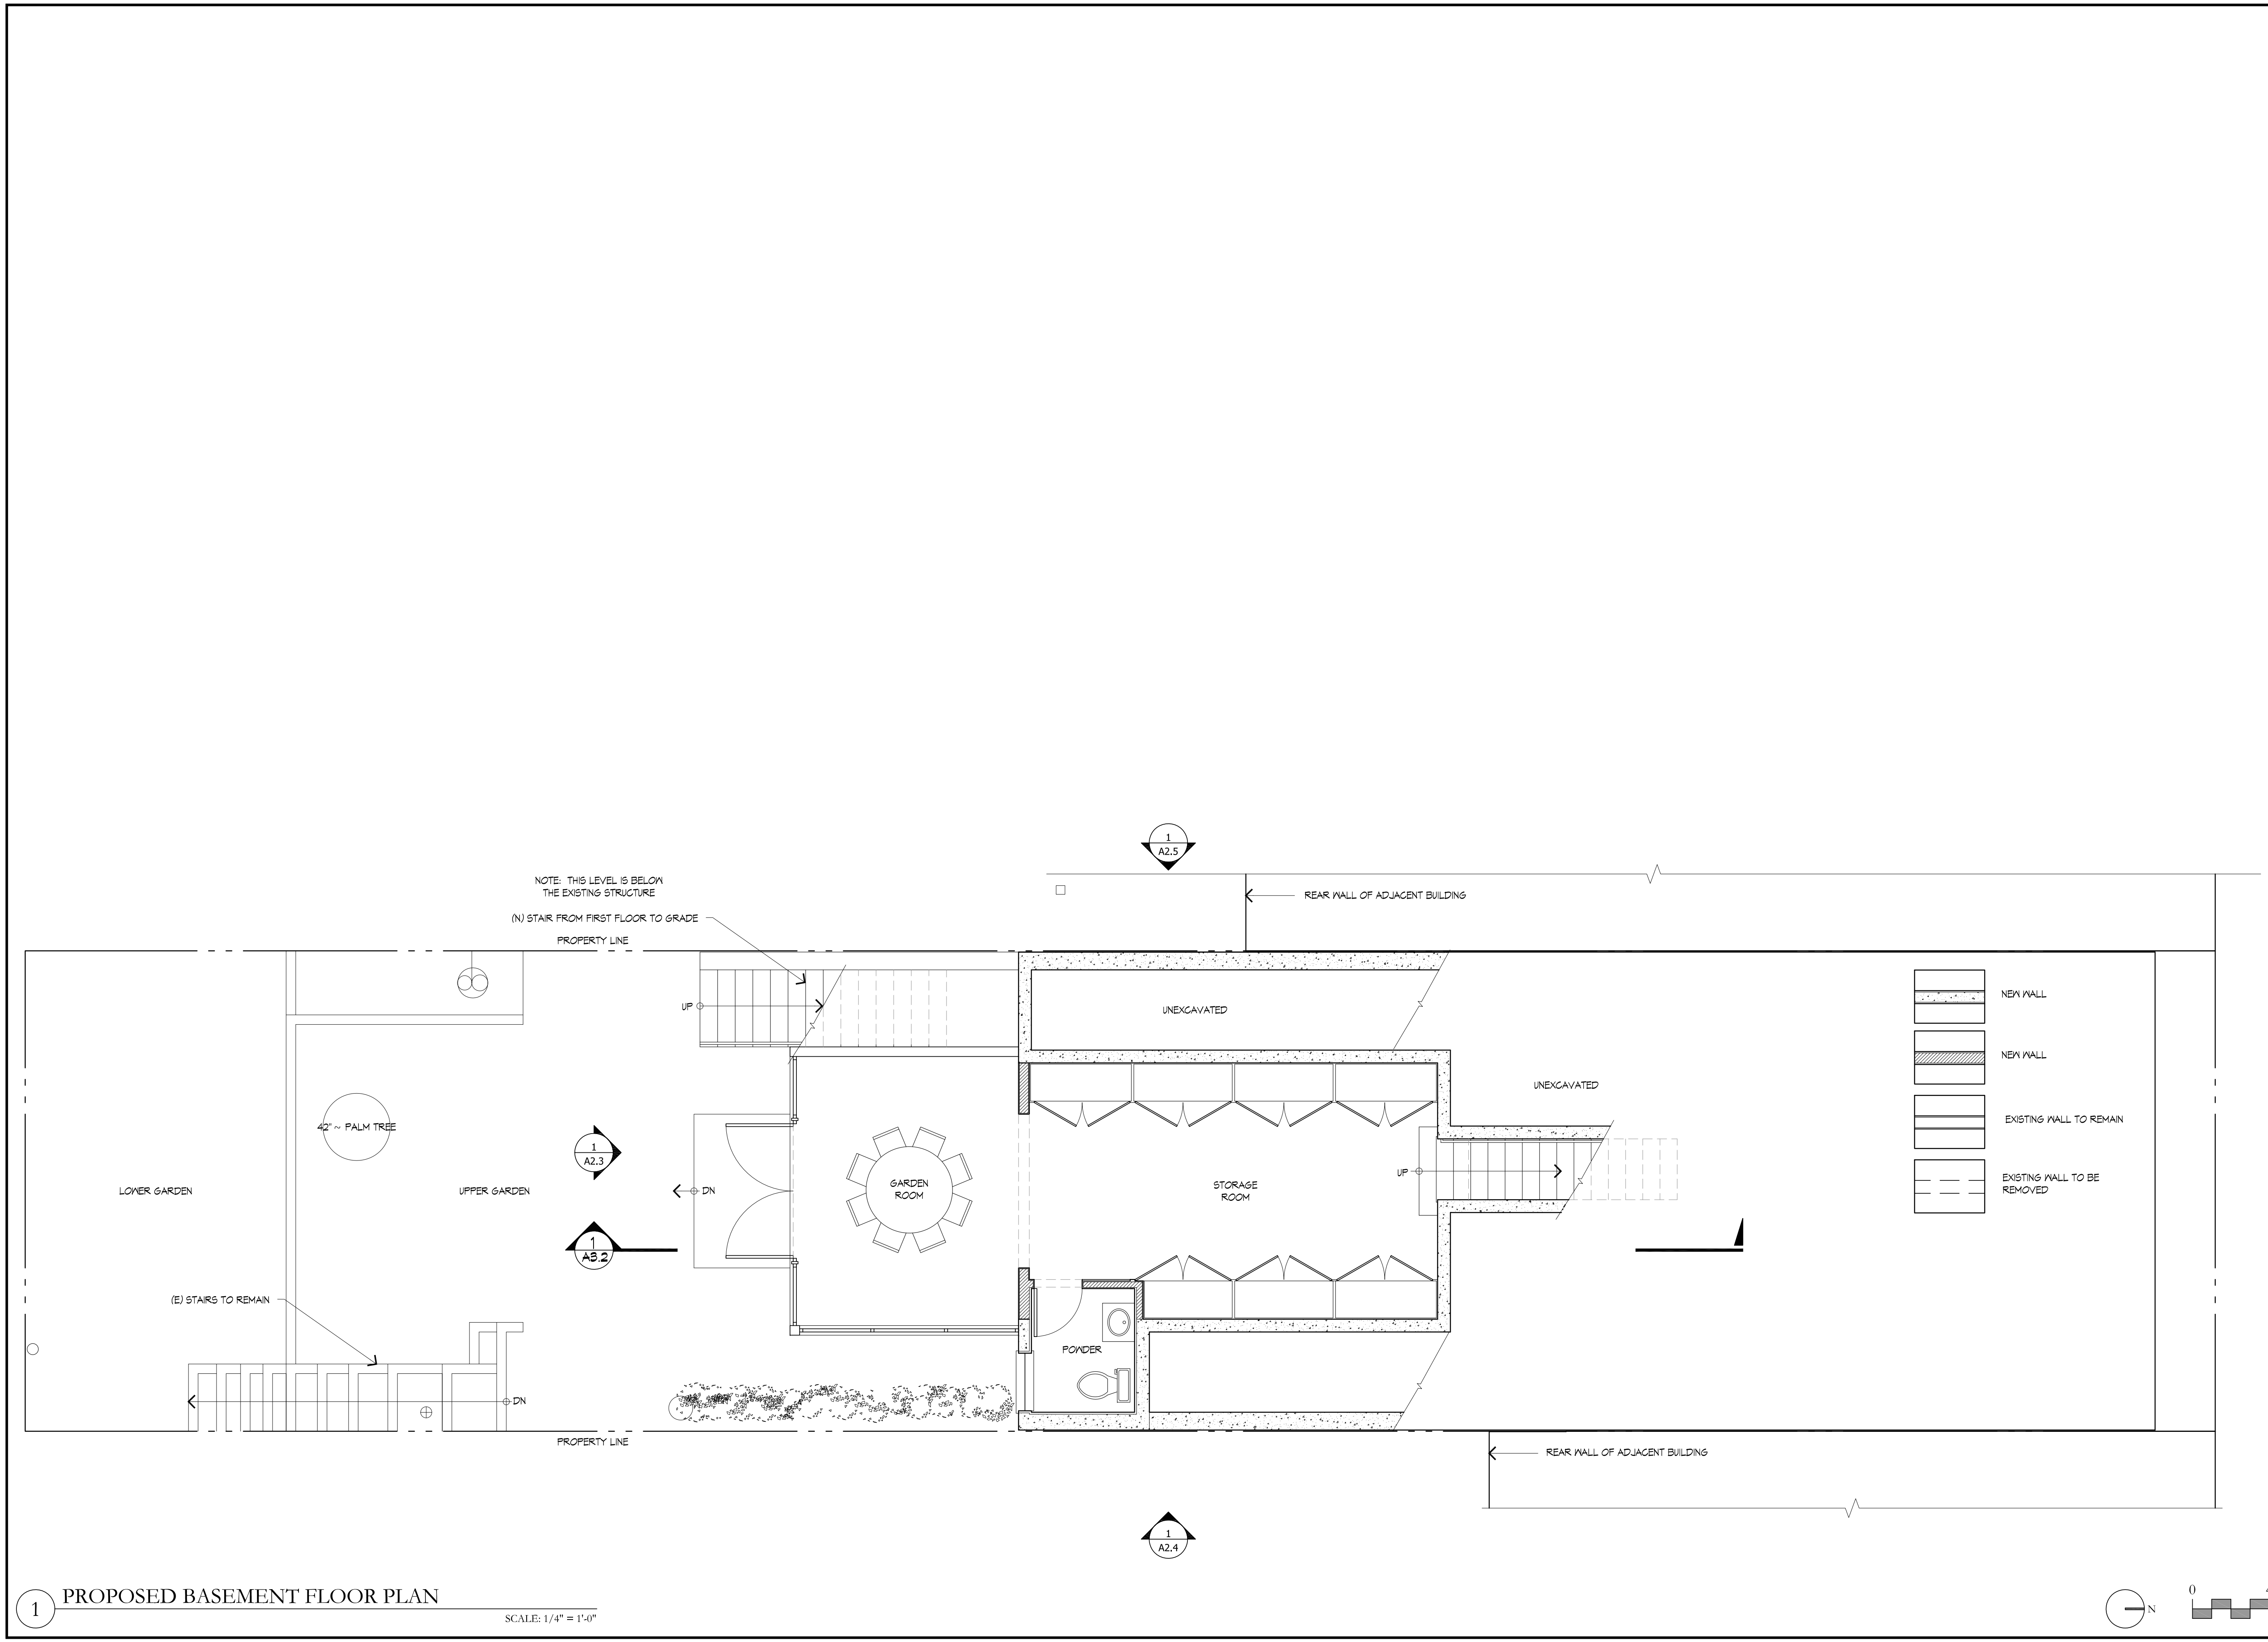 1
A2.5
NOTE: THIS LEVEL IS BELOW
THE EXISTING STRUCTURE
REAR WALL OF ADJACENT BUILDING
(N) STAIR FROM FIRST FLOOR TO GRADE
PROPERTY LINE
UP
UNEXCAVATED
NEW WALL
NEW WALL
UNEXCAVATED
EXISTING WALL TO REMAIN
42" ~ PALM TREE
1
A2.3
UP
EXISTING WALL TO BE
REMOVED
LOWER GARDEN
UPPER GARDEN
DN
GARDEN
ROOM
STORAGE
ROOM
1
A3.2
(E) STAIRS TO REMAIN
POWDER
DN
PROPERTY LINE
REAR WALL OF ADJACENT BUILDING
1
A2.4
1
PROPOSED BASEMENT FLOOR PLAN
SCALE: 1/4" = 1'-0"
N
0